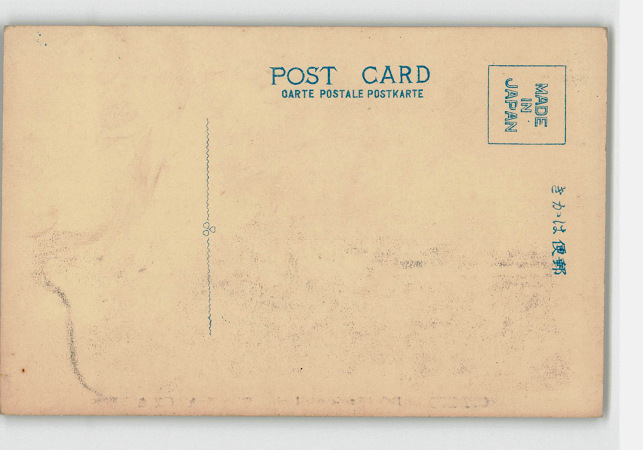 POST CARD
CARTE POSTALE POSTKARTE
MADE
IN
JAPAN
郵便はかき